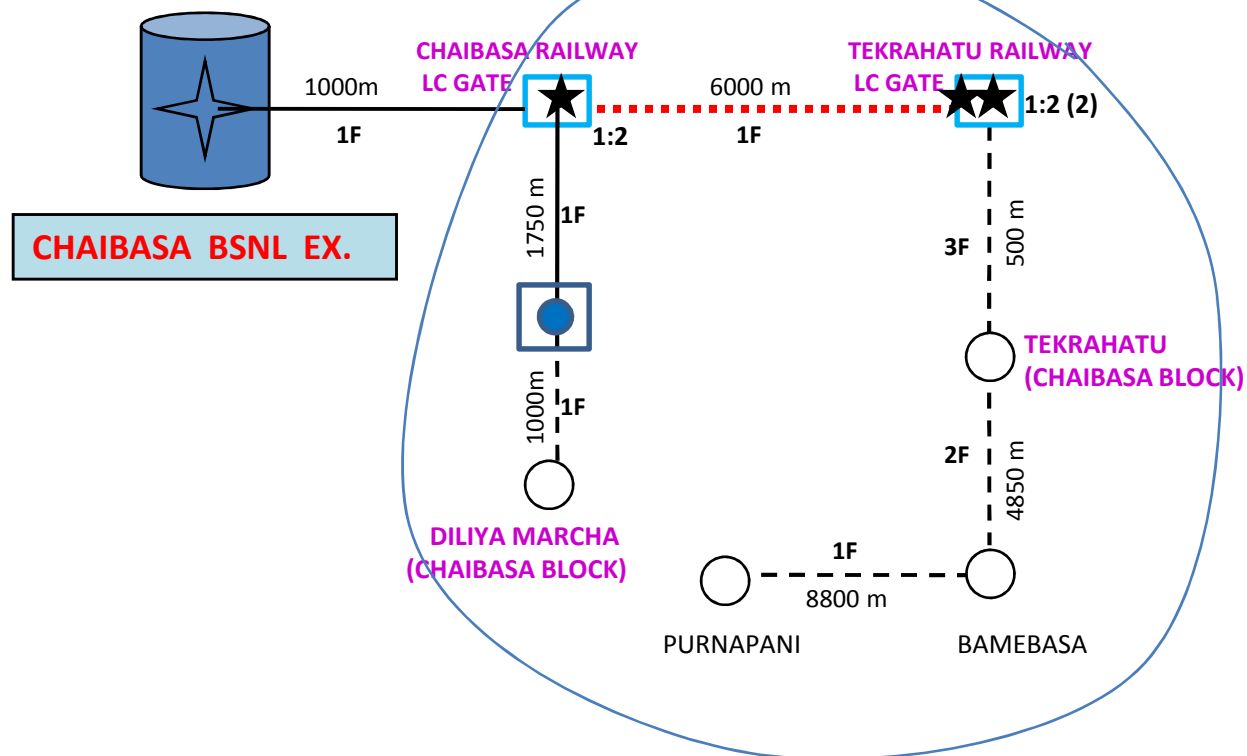 CHAIBASA RAILWAY
LC GATE
TEKRAHATU RAILWAY
LC GATE
1000m
1F
6000 m
1F
1:2
1:2 (2)
1750 m
1F
3F
500 m
CHAIBASA  BSNL  EX.
TEKRAHATU
(CHAIBASA BLOCK)
1000m
1F
2F
4850 m
DILIYA MARCHA
(CHAIBASA BLOCK)
1F
8800 m
PURNAPANI
BAMEBASA